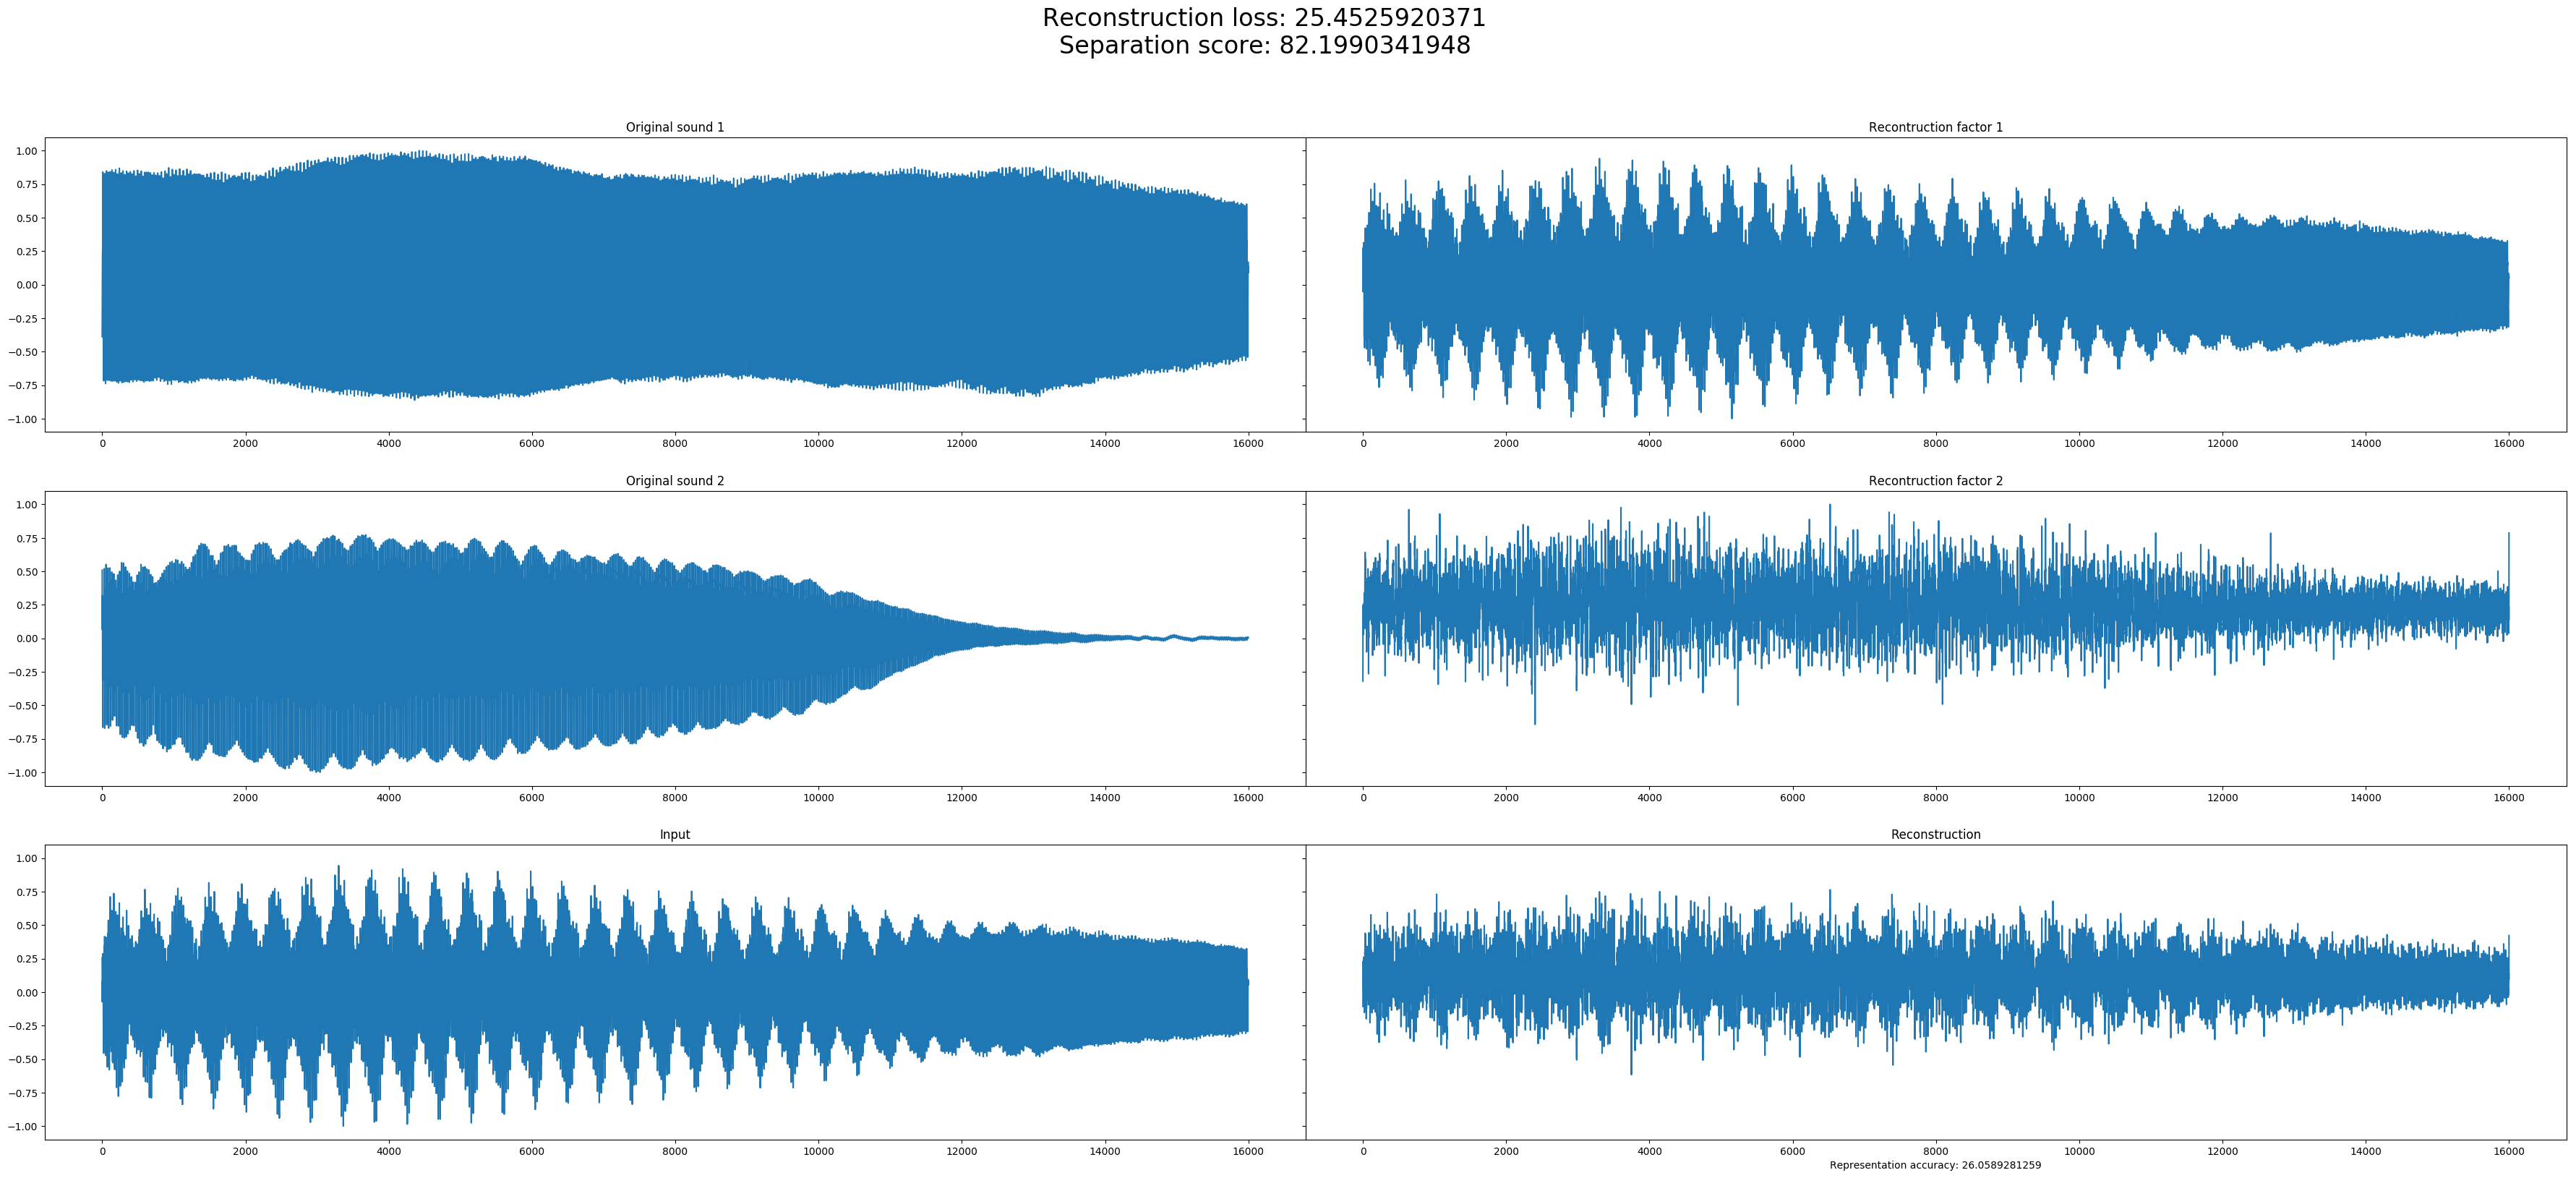 Reconstruction loss: 25.4525920371
Separation score: 82.1990341948
Original sound 1
Recontruction factor 1
1.00
0.75
0.50
0.25
0.00
−0.25
−0.50
−0.75
−1.00
0 2000 4000 6000 8000 10000 12000 14000 16000
0 2000 4000 6000 8000 10000 12000 14000 16000
Original sound 2
Recontruction factor 2
1.00
0.75
0.50
0.25
0.00
−0.25
−0.50
−0.75
−1.00
0 2000 4000 6000 8000 10000 12000 14000 16000
0 2000 4000 6000 8000 10000 12000 14000 16000
Input
Reconstruction
1.00
0.75
0.50
0.25
0.00
−0.25
−0.50
−0.75
−1.00
0 2000 4000 6000 8000 10000 12000 14000 16000
0 2000 4000 6000 8000 10000 12000 14000 16000
Representation accuracy: 26.0589281259